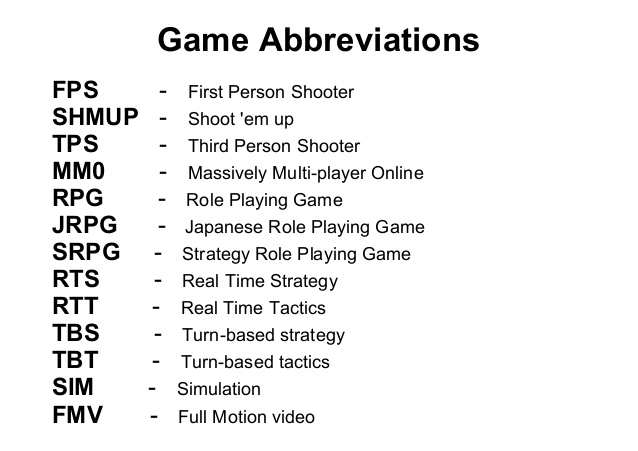 Game Abbreviations
FPS - First Person Shooter
SHMUP - Shoot 'em up
TPS - Third Person Shooter
MM0 - Massively Multi-player Online
RPG - Role Playing Game
JRPG - Japanese Role Playing Game
SRPG - Strategy Role Playing Game
RTS - Real Time Strategy
RTT - Real Time Tactics
TBS - Turn-based strategy
TBT - Turn-based tactics
SIM - Simulation
FMV - Full Motion video